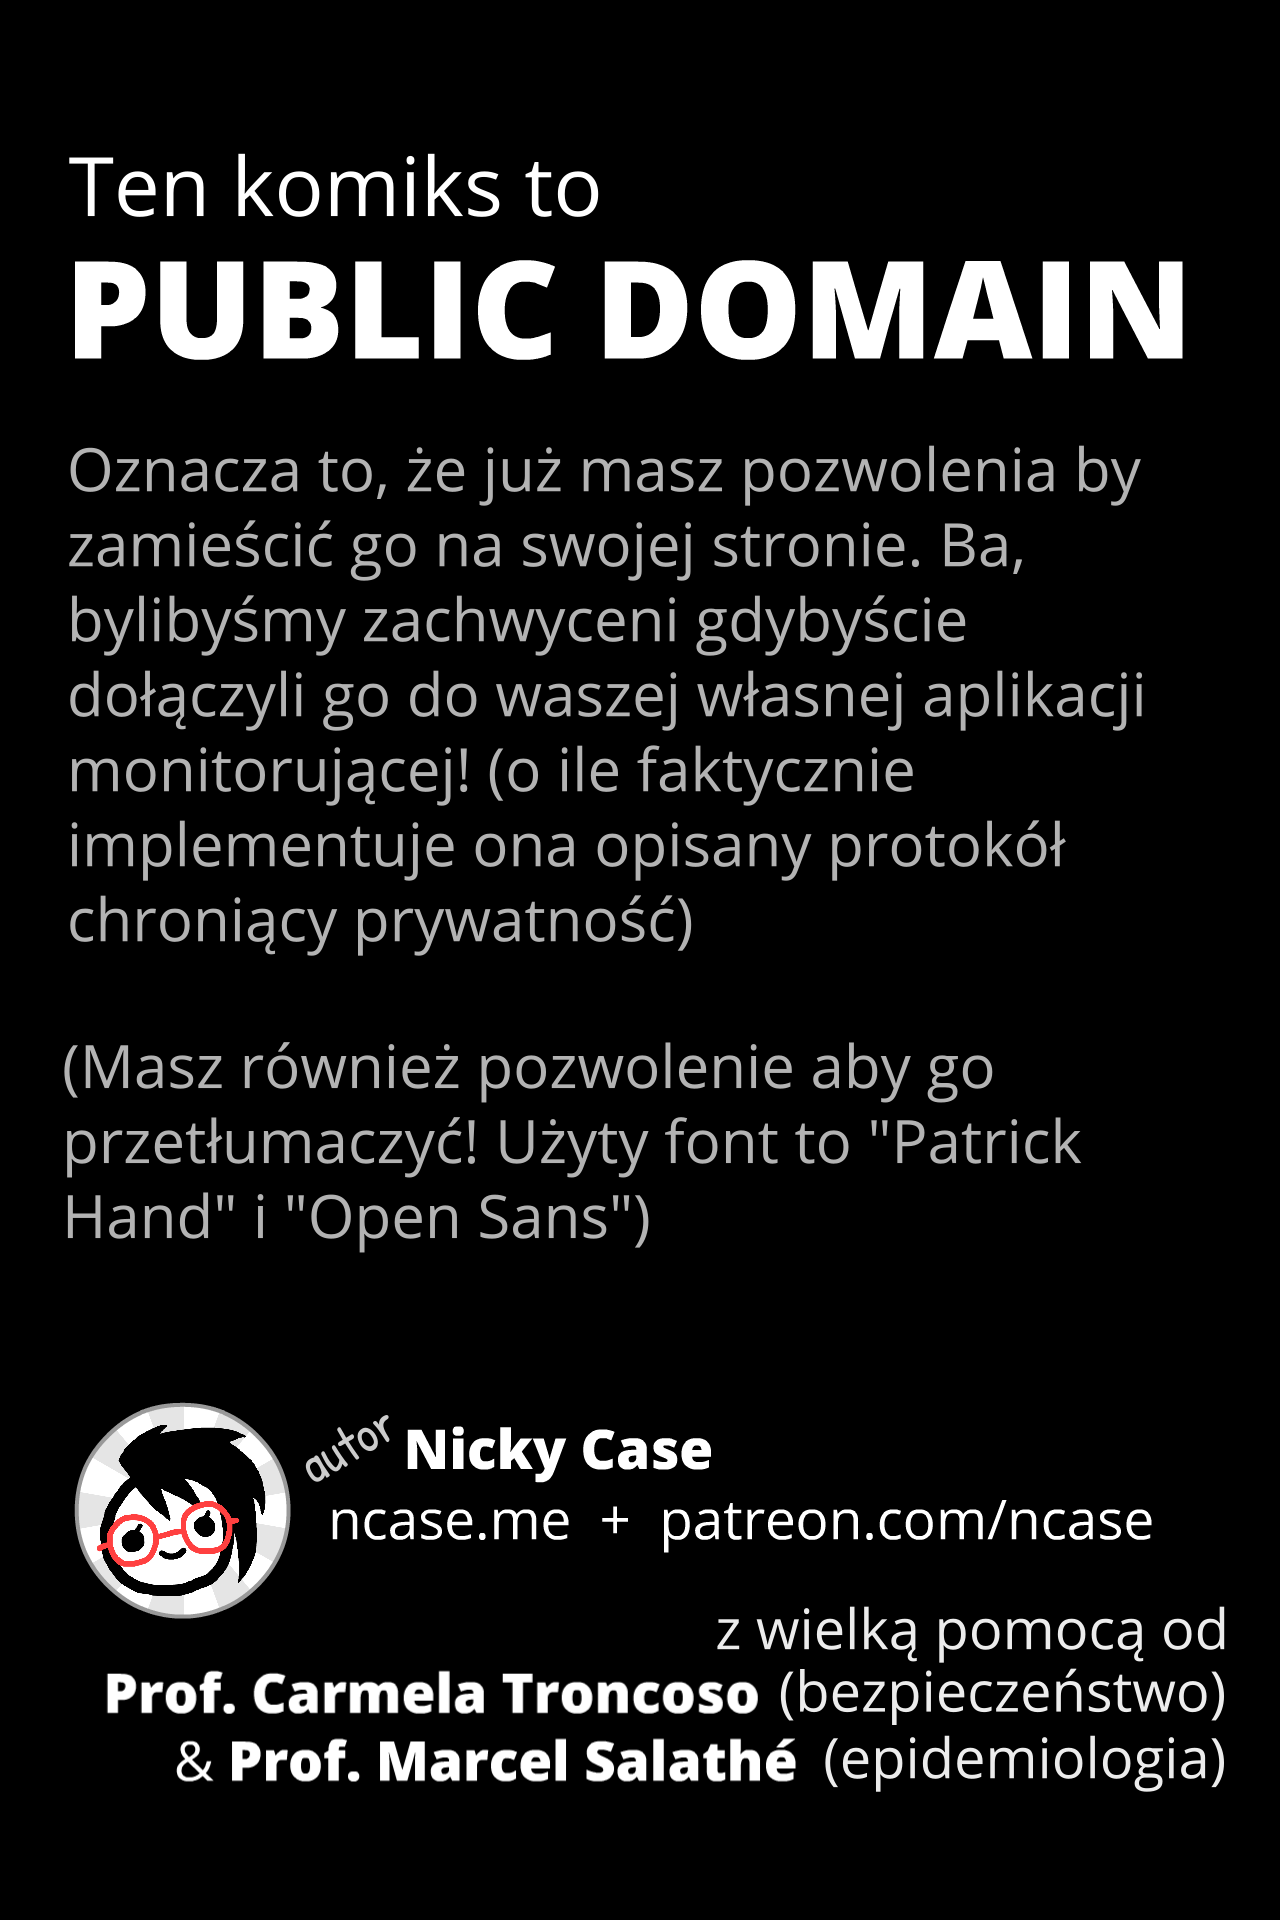 Ten komiks to
PUBLIC DOMAIN
Oznacza to, że już masz pozwolenia by
zamieścić go na swojej stronie. Ba,
bylibyśmy zachwyceni gdybyście
dołączyli go do waszej własnej aplikacji
monitorującej! (o ile faktycznie
implementuje ona opisany protokół
chroniący prywatność)
(Masz również pozwolenie aby go
przetłumaczyć! Użyty font to "Patrick
Hand" i "Open Sans")
autor Nicky Case
ncase.me + patreon.com/ncase
z wielką pomocą od
Prof. Carmela Troncoso (bezpieczeństwo)
& Prof. Marcel Salathé (epidemiologia)